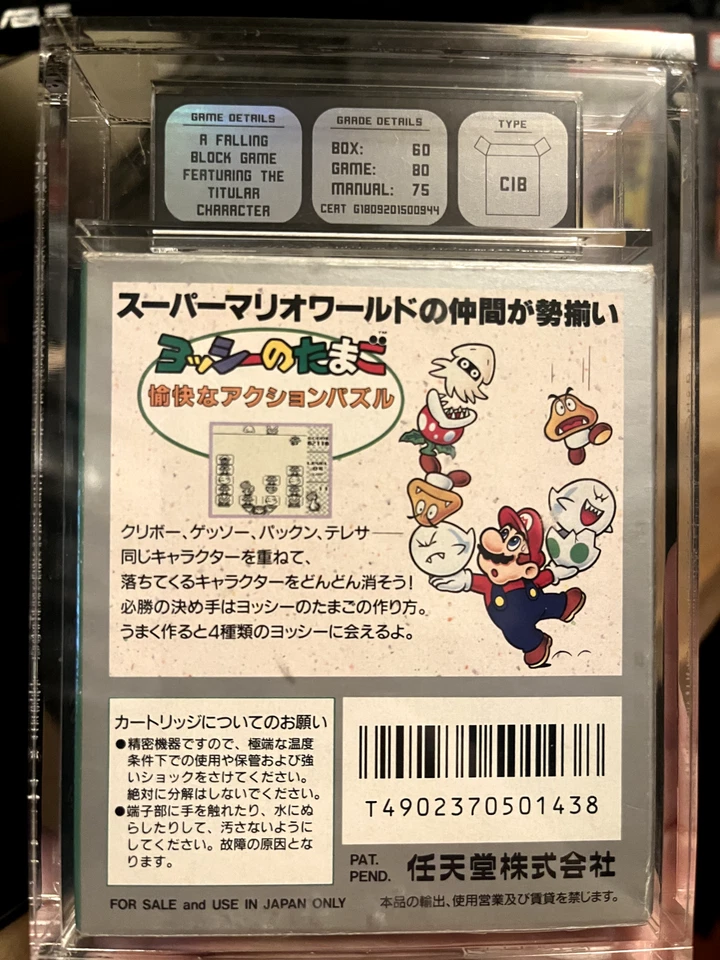 ASUS
GAME DETAILS
A FALLING
BLOCK GAME
FEATURING THE
TITULAR
CHARACTER
GRADE DETAILS
BOX: 60
GAME: 80
MANUAL: 75
CERT G1809201500944
TYPE
CIB
スーパーマリオワールドの仲間が勢揃い
ヨッシーのたまご™
愉快なアクションパズル
クリボー、ゲッソー、パックン、テレサ──
同じキャラクターを重ねて、
落ちてくるキャラクターをどんどん消そう!
必勝の決め手はヨッシーのたまごの作り方。
うまく作ると4種類のヨッシーに会えるよ。
カートリッジについてのお願い
●精密機器ですので、極端な温度
条件下での使用や保管および強
いショックをさけてください。
絶対に分解はしないでください。
●端子部に手を触れたり、水にぬ
らしたりして、汚さないように
してください。故障の原因とな
ります。
T4902370501438
PAT.
PEND.
任天堂株式会社
FOR SALE and USE IN JAPAN ONLY
本品の輸出、使用営業及び賃貸を禁じます。